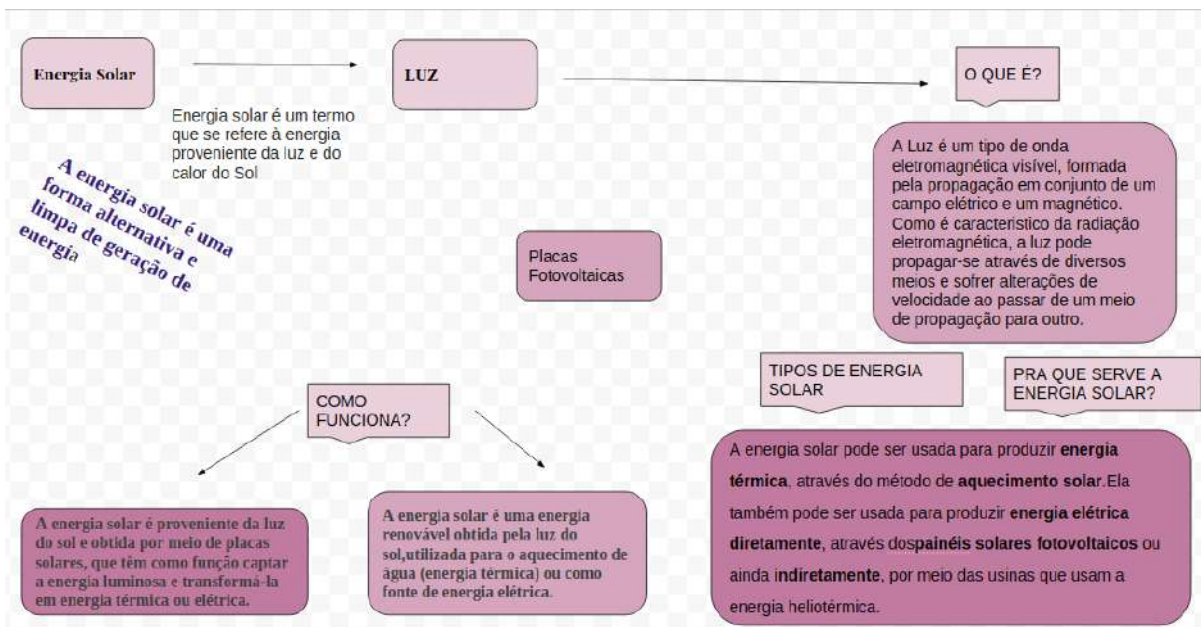 Energia Solar
LUZ
O QUE É?
Energia solar é um termo
que se refere à energia
proveniente da luz e do
calor do Sol
A energia solar é uma
forma alternativa e
limpa de geração de
energia
A Luz é um tipo de onda
eletromagnética visível, formada
pela propagação em conjunto de um
campo elétrico e um magnético.
Como é característico da radiação
eletromagnética, a luz pode
propagar-se através de diversos
meios e sofrer alterações de
velocidade ao passar de um meio
de propagação para outro.
Placas
Fotovoltaicas
COMO
FUNCIONA?
A energia solar é proveniente da luz
do sol e obtida por meio de placas
solares, que têm como função captar
a energia luminosa e transformá-la
em energia térmica ou elétrica.
A energia solar é uma energia
renovável obtida pela luz do
sol,utilizada para o aquecimento de
água (energia térmica) ou como
fonte de energia elétrica.
TIPOS DE ENERGIA
SOLAR
PRA QUE SERVE A
ENERGIA SOLAR?
A energia solar pode ser usada para produzir energia
térmica, através do método de aquecimento solar.Ela
também pode ser usada para produzir energia elétrica
diretamente, através dospainéis solares fotovoltaicos ou
ainda indiretamente, por meio das usinas que usam a
energia heliotérmica.